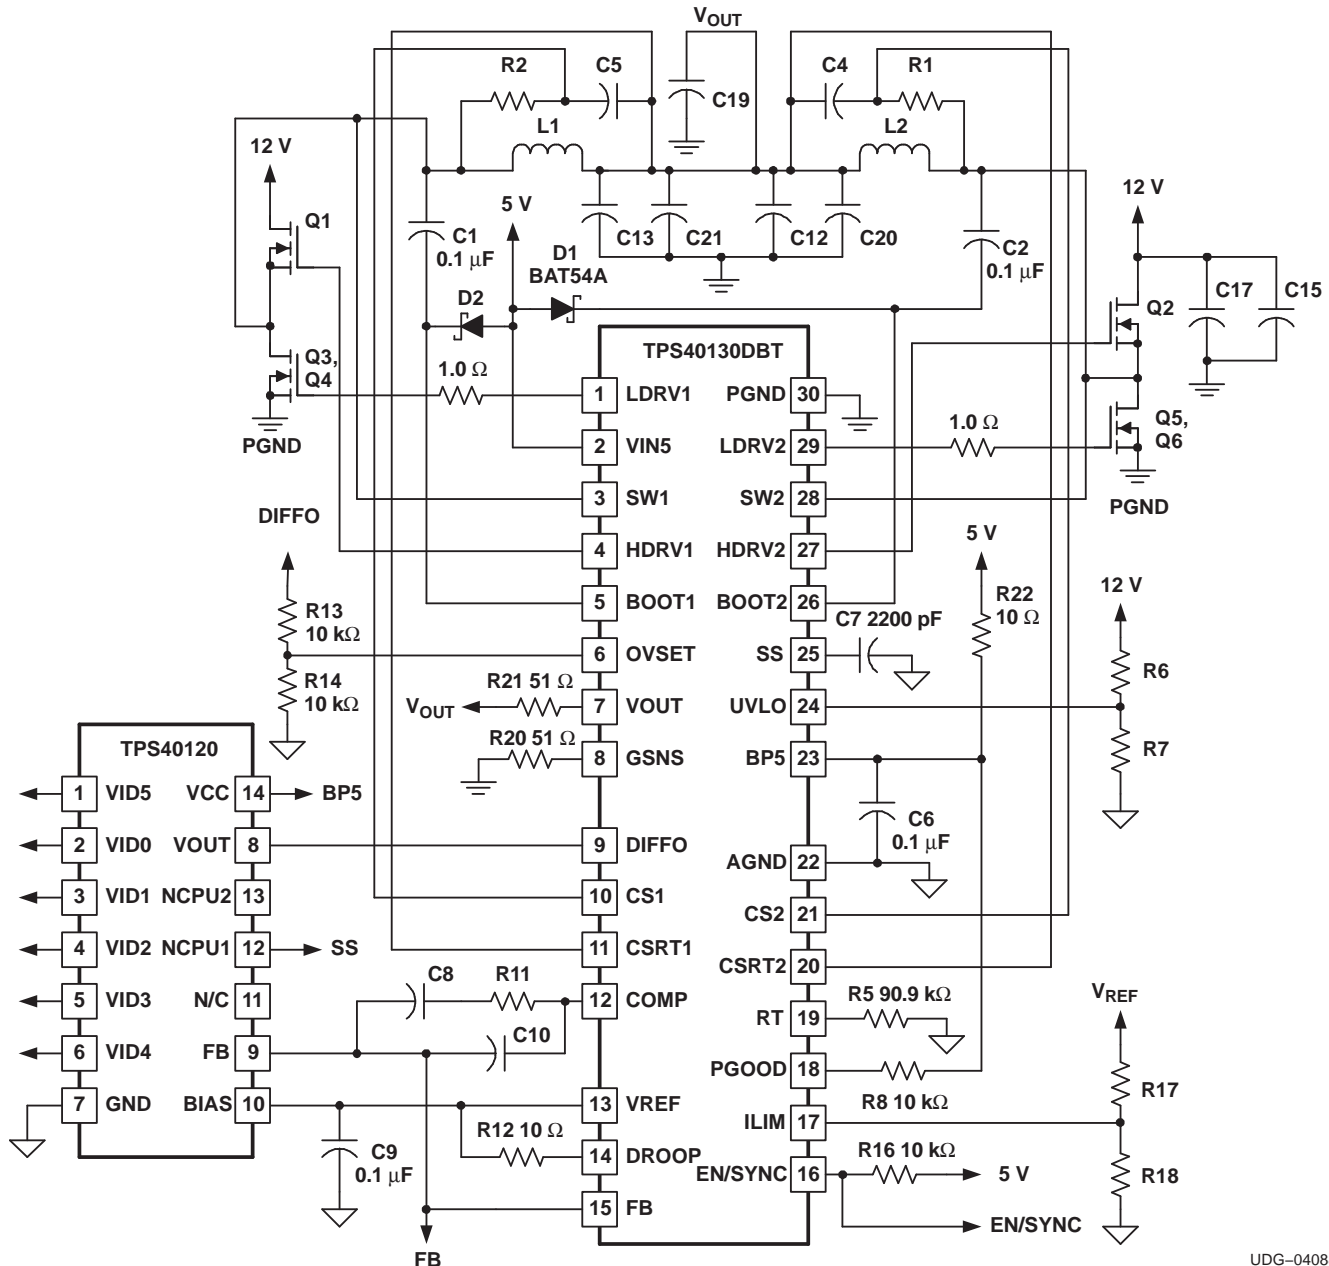 VOUT
R2
C5
C19
C4
R1
L1
L2
12 V
Q1
5 V
C1
0.1 µF
D1
BAT54A
C13
C21
C12
C20
C2
0.1 µF
12 V
C17
C15
Q2
D2
Q3,
Q4
PGND
1.0 Ω
TPS40130DBT
1 LDRV1
PGND 30
2 VIN5
LDRV2 29
3 SW1
SW2 28
4 HDRV1
HDRV2 27
5 BOOT1
BOOT2 26
6 OVSET
SS 25
7 VOUT
UVLO 24
8 GSNS
BP5 23
9 DIFFO
AGND 22
10 CS1
CS2 21
11 CSRT1
CSRT2 20
12 COMP
RT 19
PGOOD 18
13 VREF
ILIM 17
14 DROOP
EN/SYNC 16
15 FB
1.0 Ω
Q5,
Q6
PGND
DIFFO
R13
10 kΩ
R14
10 kΩ
5 V
R22
10 Ω
C7 2200 pF
12 V
R6
R7
VOUT
R21 51 Ω
R20 51 Ω
C6
0.1 µF
TPS40120
1 VID5
VCC 14
BP5
2 VID0
VOUT 8
3 VID1
NCPU2 13
4 VID2
NCPU1 12
SS
5 VID3
N/C 11
6 VID4
FB 9
7 GND
BIAS 10
C8
R11
C10
R12 10 Ω
C9
0.1 µF
FB
R5 90.9 kΩ
R8 10 kΩ
VREF
R17
R18
R16 10 kΩ
5 V
EN/SYNC
UDG–0408